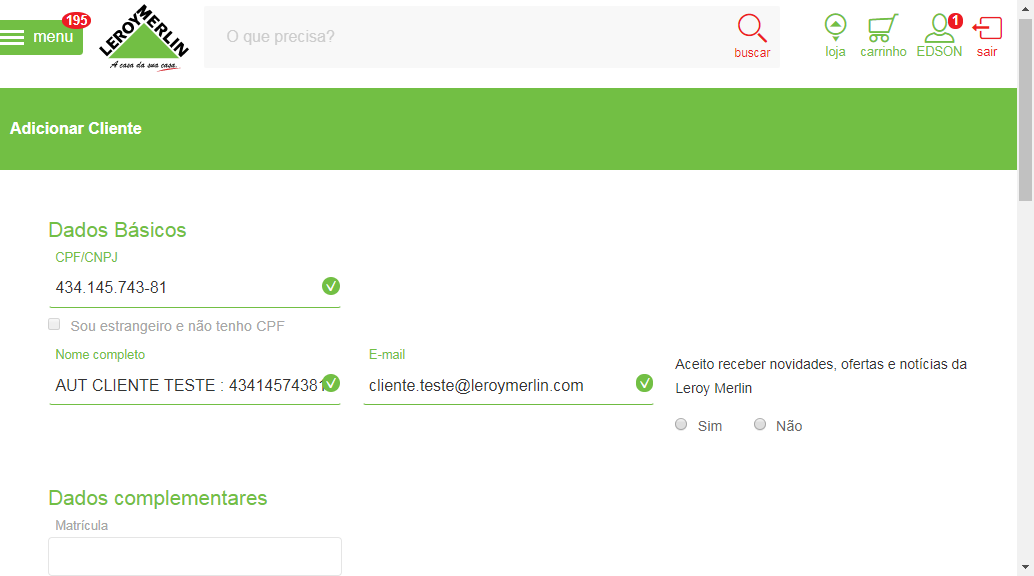 menu 195
LEROY MERLIN
A casa da sua casa.
O que precisa?
buscar
loja
carrinho
EDSON 1
sair
Adicionar Cliente
Dados Básicos
CPF/CNPJ
434.145.743-81
Sou estrangeiro e não tenho CPF
Nome completo
AUT CLIENTE TESTE : 43414574381
E-mail
cliente.teste@leroymerlin.com
Aceito receber novidades, ofertas e notícias da
Leroy Merlin
Sim Não
Dados complementares
Matrícula